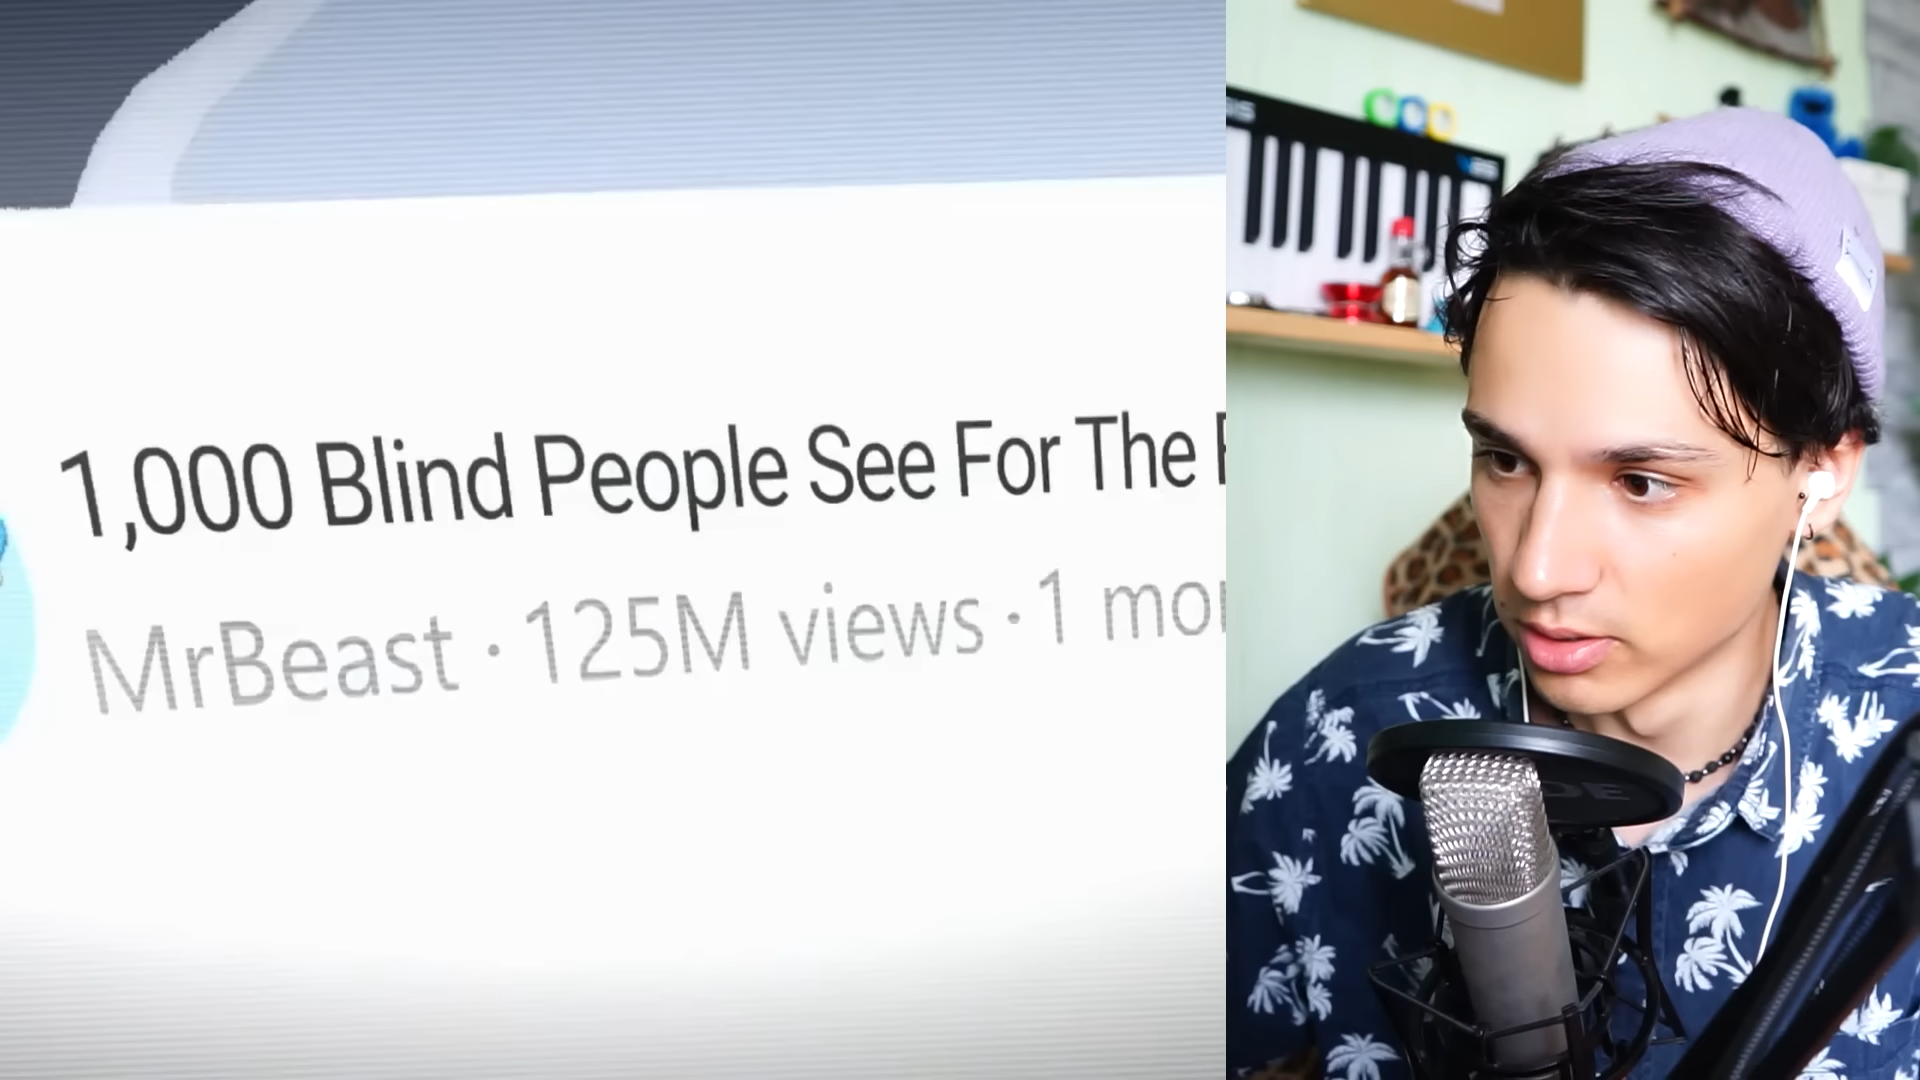 1,000 Blind People See For The
MrBeast · 125M views · 1